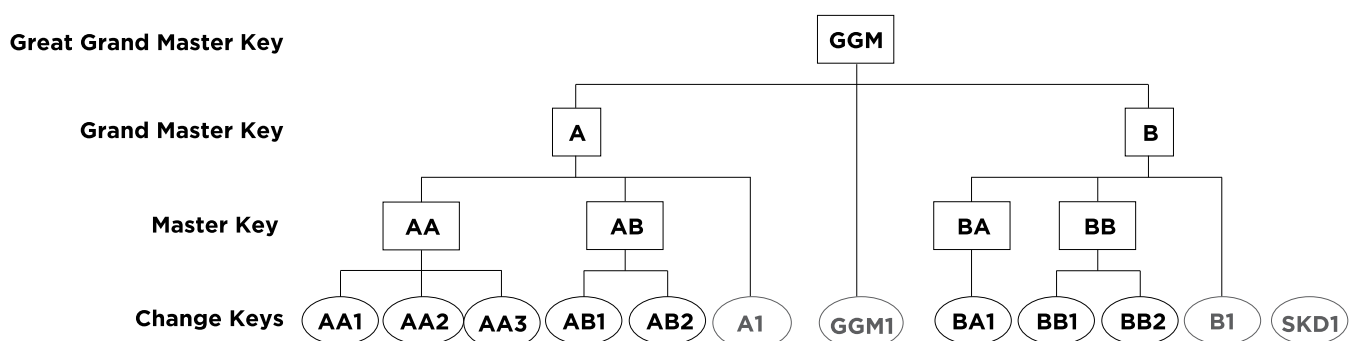 Great Grand Master Key GGM
Grand Master Key A B
Master Key AA AB BA BB
Change Keys AA1 AA2 AA3 AB1 AB2 A1 GGM1 BA1 BB1 BB2 B1 SKD1